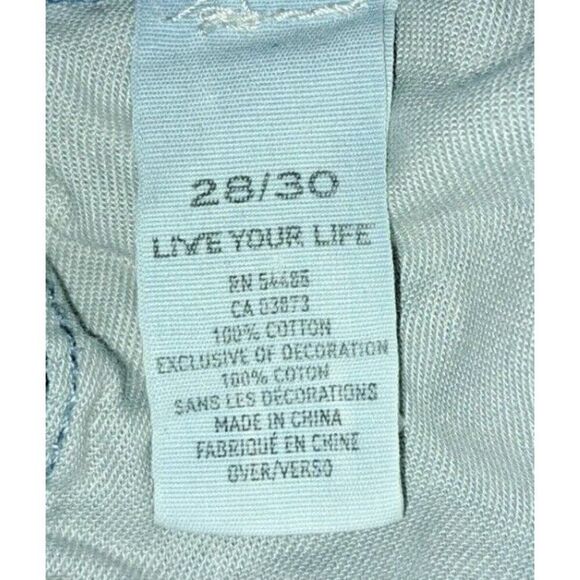 28/30
LIVE YOUR LIFE
RN 54485
CA 03873
100% COTTON
EXCLUSIVE OF DECORATION
100% COTON
SANS LES DÉCORATIONS
MADE IN CHINA
FABRIQUÉ EN CHINE
OVER/VERSO